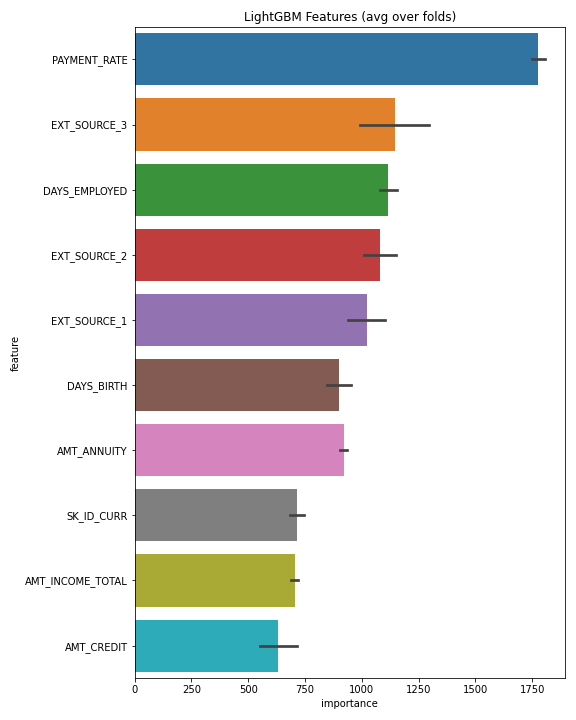 LightGBM Features (avg over folds)
PAYMENT_RATE
EXT_SOURCE_3
DAYS_EMPLOYED
EXT_SOURCE_2
EXT_SOURCE_1
DAYS_BIRTH
AMT_ANNUITY
SK_ID_CURR
AMT_INCOME_TOTAL
AMT_CREDIT
feature
0 250 500 750 1000 1250 1500 1750
importance